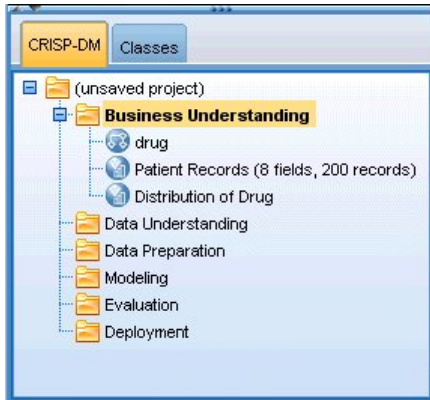 CRISP-DM Classes
(unsaved project)
Business Understanding
drug
Patient Records (8 fields, 200 records)
Distribution of Drug
Data Understanding
Data Preparation
Modeling
Evaluation
Deployment